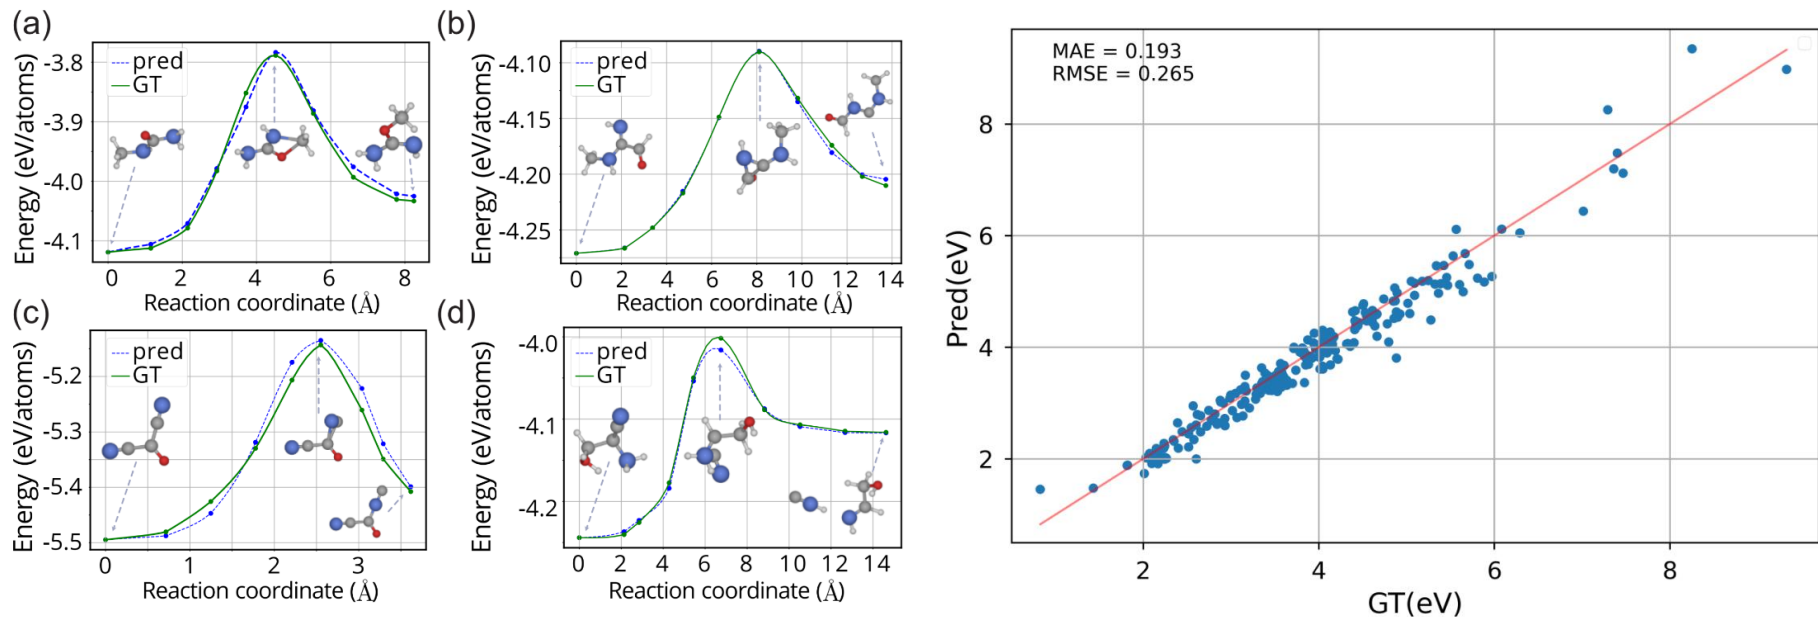 (a)
pred
GT
-3.8
-3.9
-4.0
-4.1
Energy (eV/atoms)
0 2 4 6 8
Reaction coordinate (Å)
(b)
pred
GT
-4.10
-4.15
-4.20
-4.25
Energy (eV/atoms)
0 2 4 6 8 10 12 14
Reaction coordinate (Å)
(c)
pred
GT
-5.2
-5.3
-5.4
-5.5
Energy (eV/atoms)
0 1 2 3
Reaction coordinate (Å)
(d)
pred
GT
-4.0
-4.1
-4.2
Energy (eV/atoms)
0 2 4 6 8 10 12 14
Reaction coordinate (Å)
MAE = 0.193
RMSE = 0.265
8
6
4
2
Pred(eV)
2 4 6 8
GT(eV)